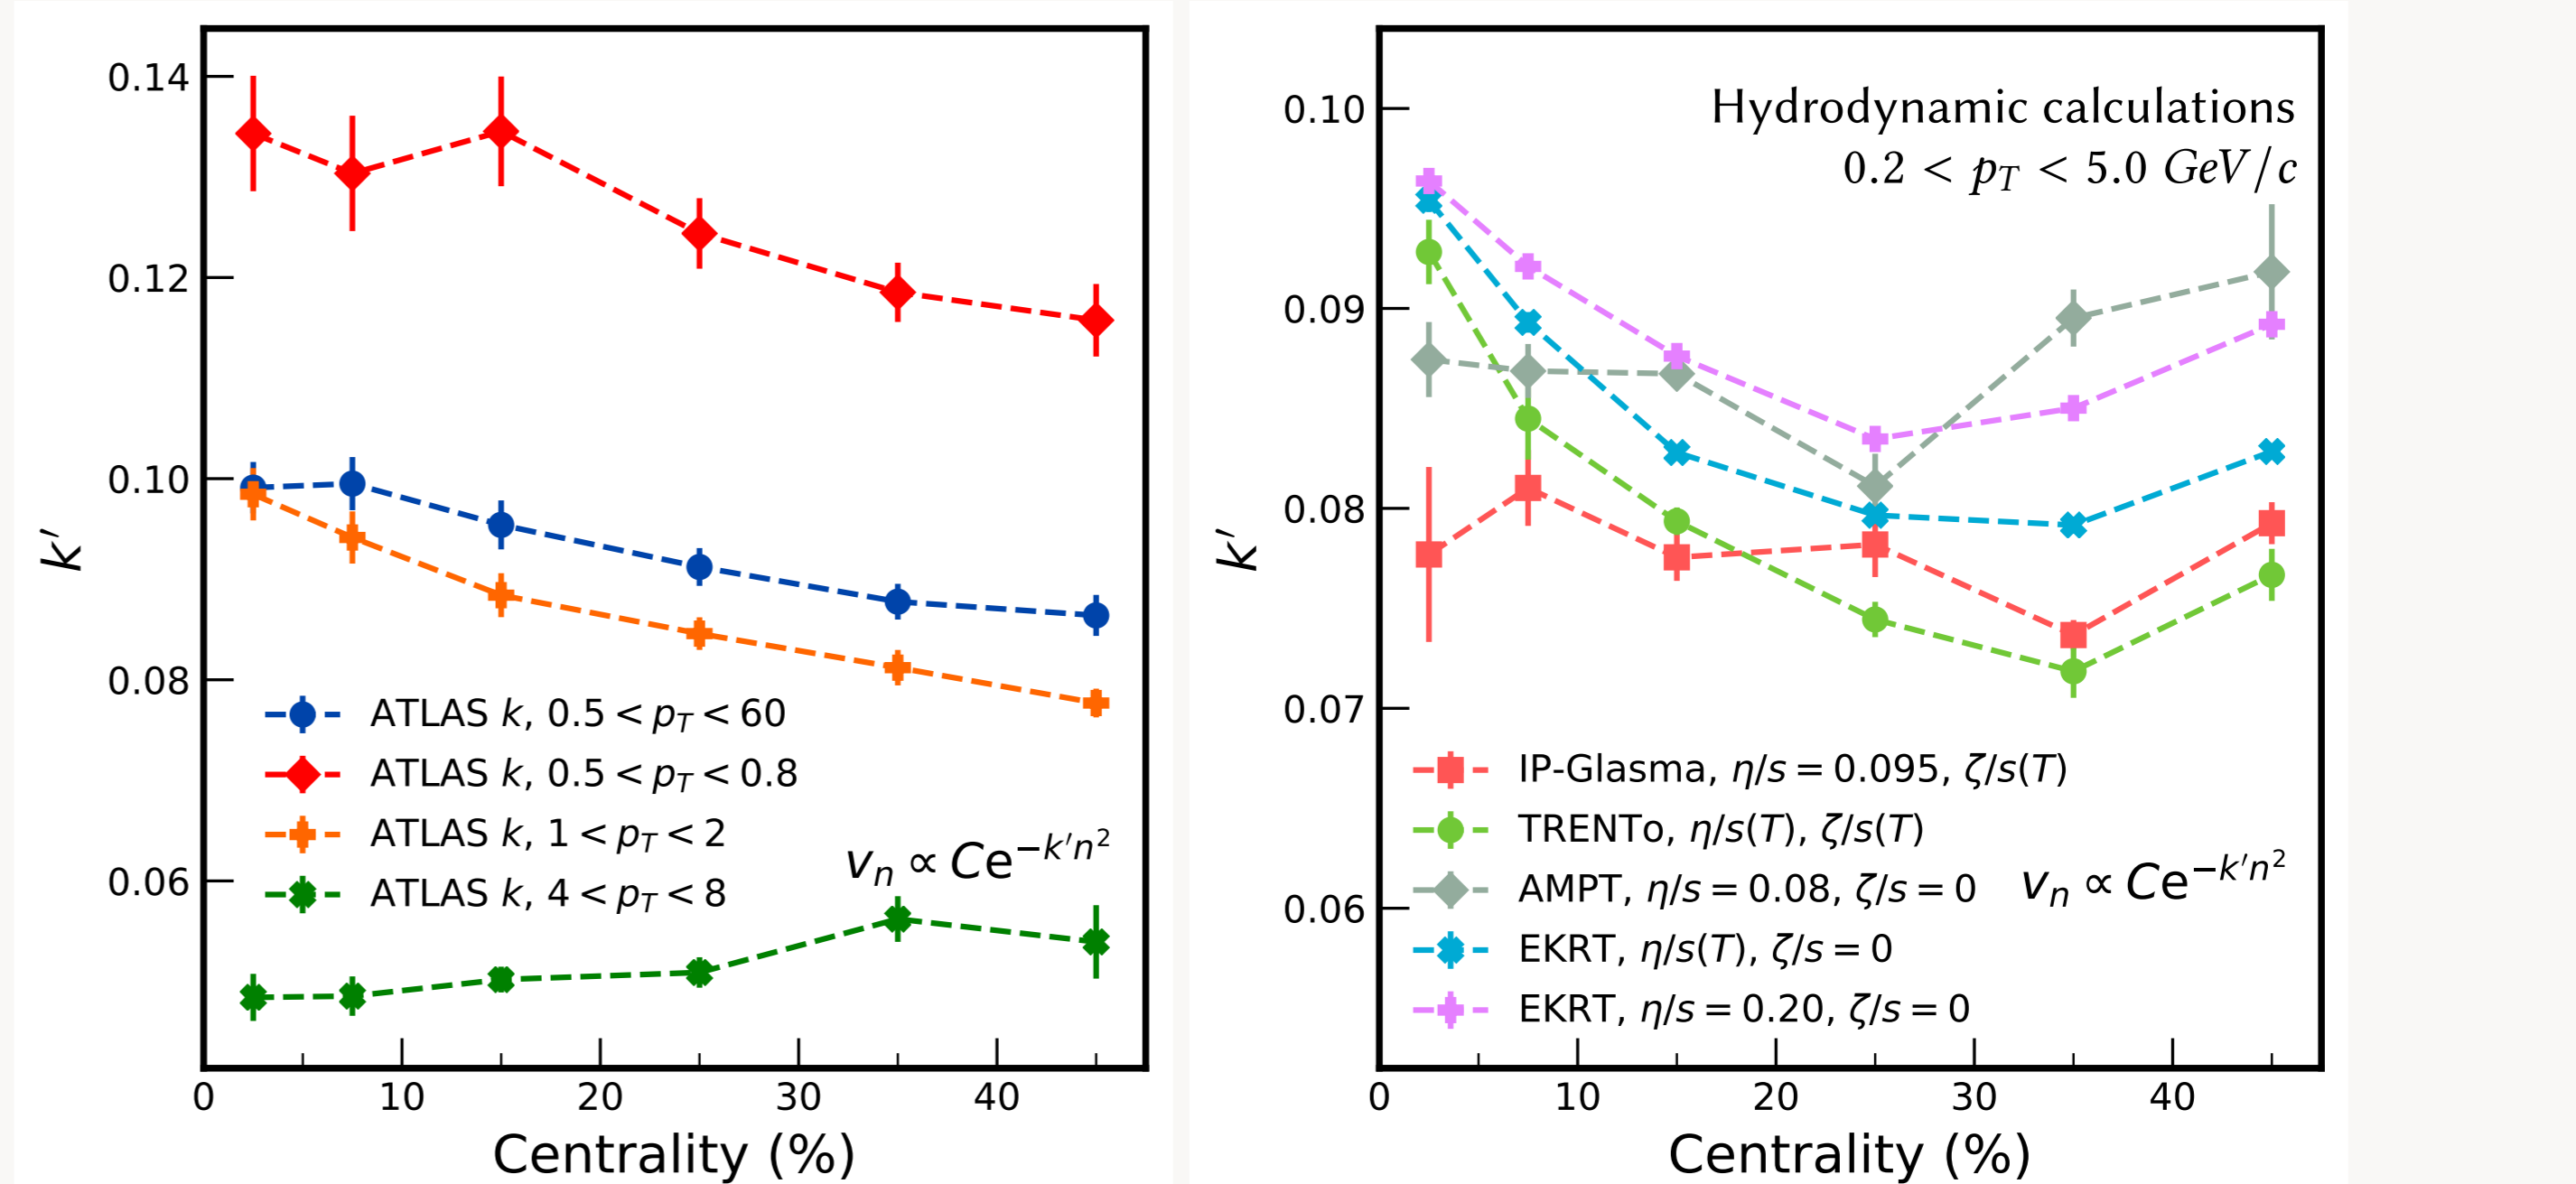 0.14
0.12
0.10
0.08
0.06
k′
ATLAS k, 0.5 < p_T < 60
ATLAS k, 0.5 < p_T < 0.8
ATLAS k, 1 < p_T < 2
ATLAS k, 4 < p_T < 8
v_n ∝ Ce^{−k′n²}
0 10 20 30 40
Centrality (%)
Hydrodynamic calculations
0.2 < p_T < 5.0 GeV/c
0.10
0.09
0.08
0.07
0.06
k′
IP-Glasma, η/s = 0.095, ζ/s(T)
TRENTo, η/s(T), ζ/s(T)
AMPT, η/s = 0.08, ζ/s = 0
EKRT, η/s(T), ζ/s = 0
EKRT, η/s = 0.20, ζ/s = 0
v_n ∝ Ce^{−k′n²}
0 10 20 30 40
Centrality (%)